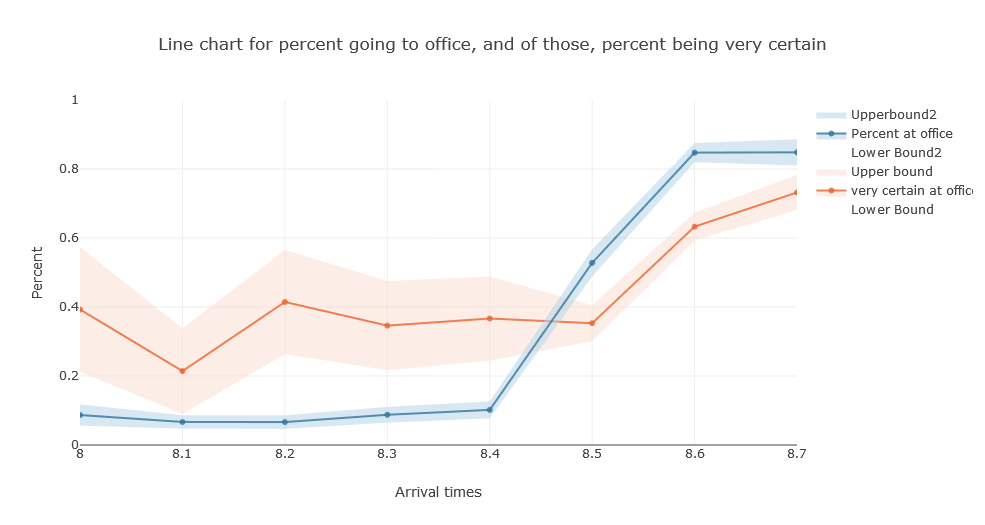 Line chart for percent going to office, and of those, percent being very certain
Percent
1
0.8
0.6
0.4
0.2
0
8 8.1 8.2 8.3 8.4 8.5 8.6 8.7
Arrival times
Upperbound2
Percent at office
Lower Bound2
Upper bound
very certain at offic
Lower Bound